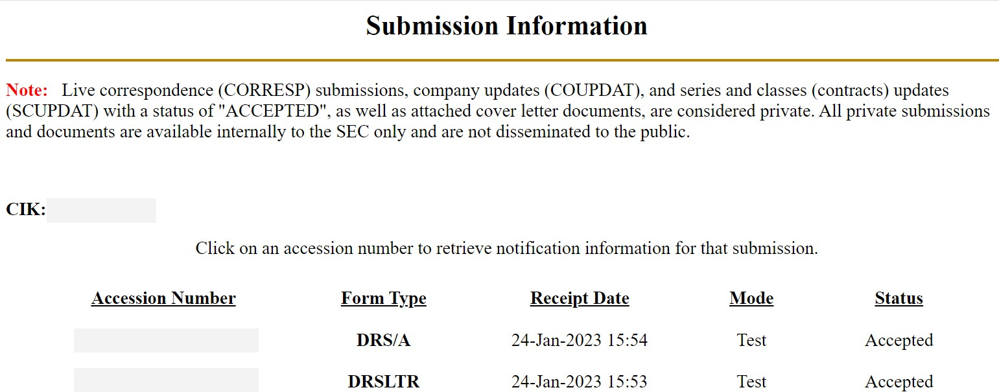 Submission Information
Note: Live correspondence (CORRESP) submissions, company updates (COUPDAT), and series and classes (contracts) updates
(SCUPDAT) with a status of "ACCEPTED", as well as attached cover letter documents, are considered private. All private submissions
and documents are available internally to the SEC only and are not disseminated to the public.
CIK:
Click on an accession number to retrieve notification information for that submission.
Accession Number Form Type Receipt Date Mode Status
DRS/A 24-Jan-2023 15:54 Test Accepted
DRSLTR 24-Jan-2023 15:53 Test Accepted